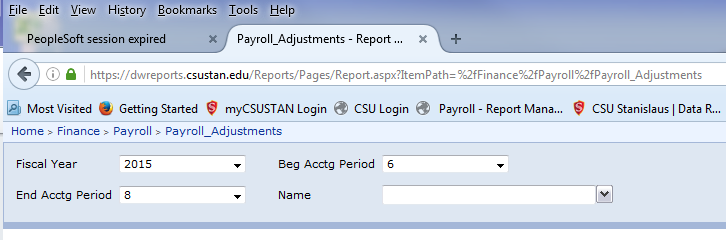 File Edit View History Bookmarks Tools Help
PeopleSoft session expired × Payroll_Adjustments - Report ... × +
https://dwreports.csustan.edu/Reports/Pages/Report.aspx?ItemPath=%2fFinance%2fPayroll%2fPayroll_Adjustments
Most Visited Getting Started myCSUSTAN Login CSU Login Payroll - Report Mana... CSU Stanislaus | Data R...
Home > Finance > Payroll > Payroll_Adjustments
Fiscal Year 2015 Beg Acctg Period 6
End Acctg Period 8 Name